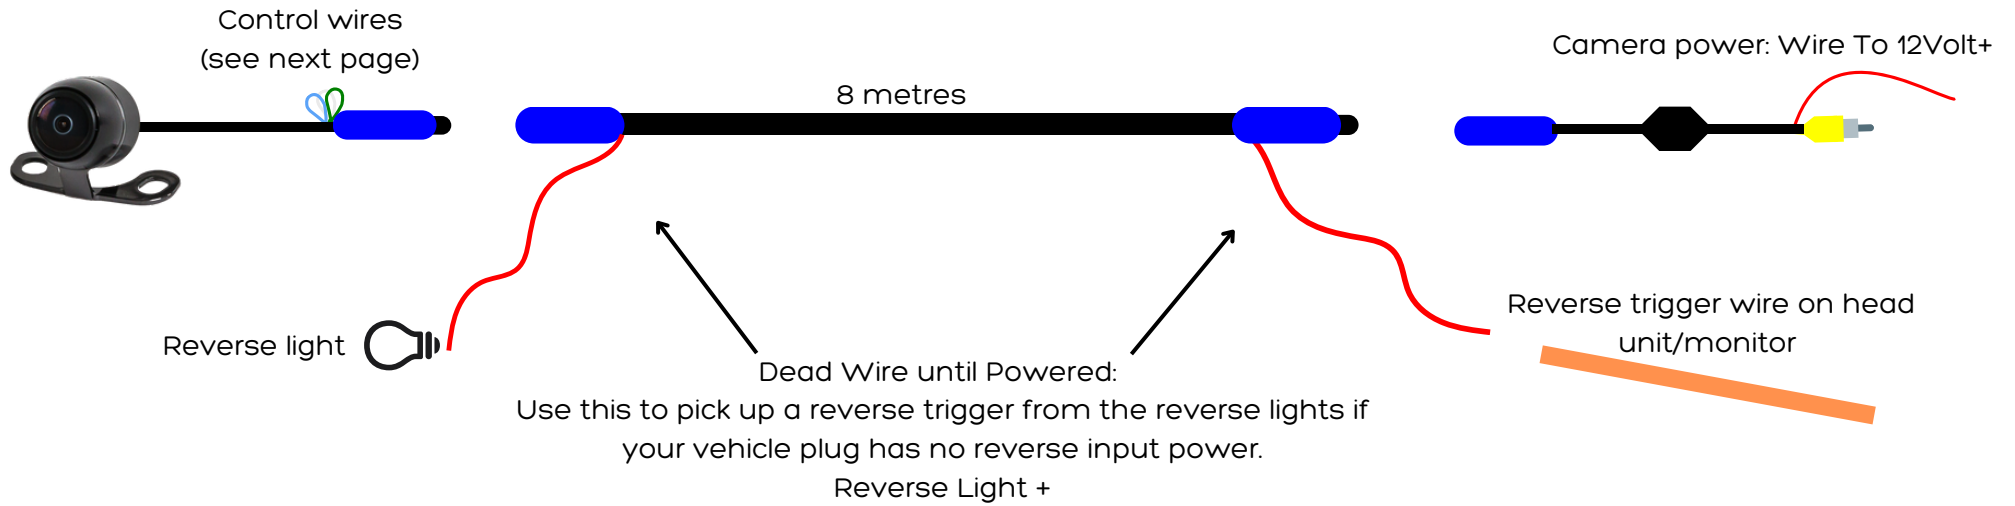 Control wires
(see next page)
Camera power: Wire To 12Volt+
8 metres
Reverse light
Reverse trigger wire on head
unit/monitor
Dead Wire until Powered:
Use this to pick up a reverse trigger from the reverse lights if
your vehicle plug has no reverse input power.
Reverse Light +